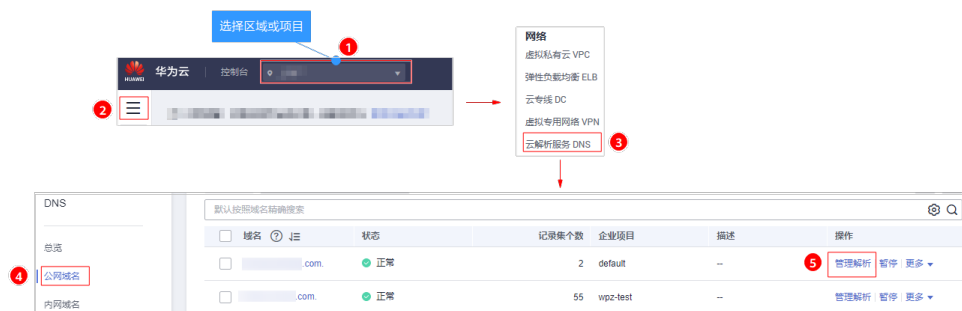 选择区域或项目
1
HUAWEI 华为云 控制台
2
网络
虚拟私有云 VPC
弹性负载均衡 ELB
云专线 DC
虚拟专用网络 VPN
云解析服务 DNS 3
DNS
默认按照域名精确搜索
域名 状态 记录集个数 企业项目 描述 操作
总览
.com. 正常 2 default -- 5 管理解析 暂停 更多
4 公网域名
.com. 正常 55 wpz-test -- 管理解析 暂停 更多
内网域名